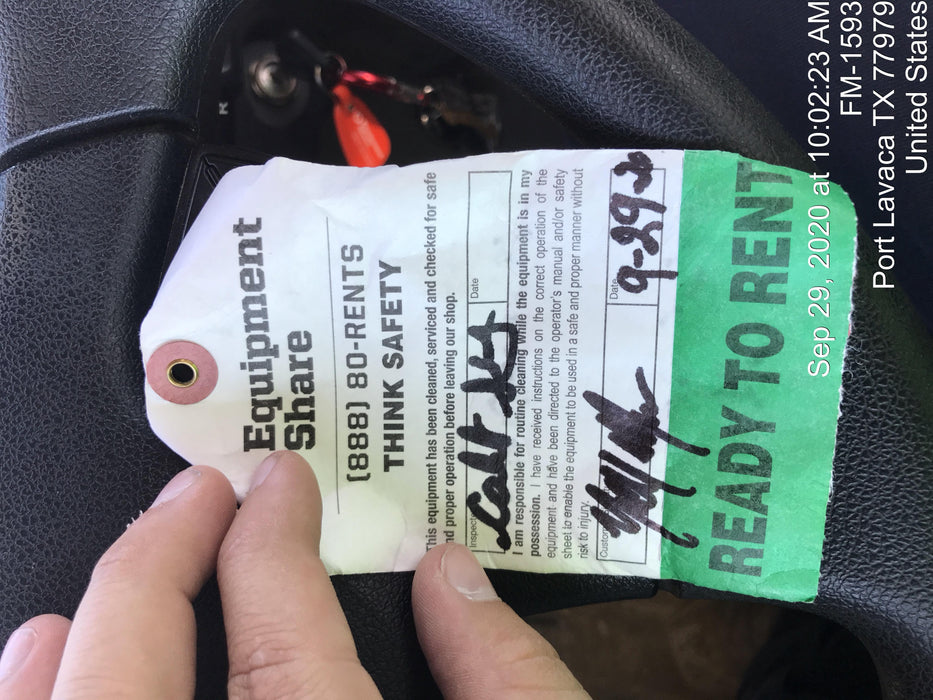 Equipment
Share
(888) 80-RENTS
THINK SAFETY
This equipment has been cleaned, serviced and checked for safe
nd proper operation before leaving our shop.
Inspect
Date
I am responsible for routine cleaning while the equipment is in my
possession. I have received instructions on the correct operation of the
equipment and have been directed to the operator's manual and/or safety
sheet to enable the equipment to be used in a safe and proper manner without
risk to injury.
Custo
Date
9-29-20
READY TO RENT
Sep 29, 2020 at 10:02:23 AM
FM-1593
Port Lavaca TX 77979
United States